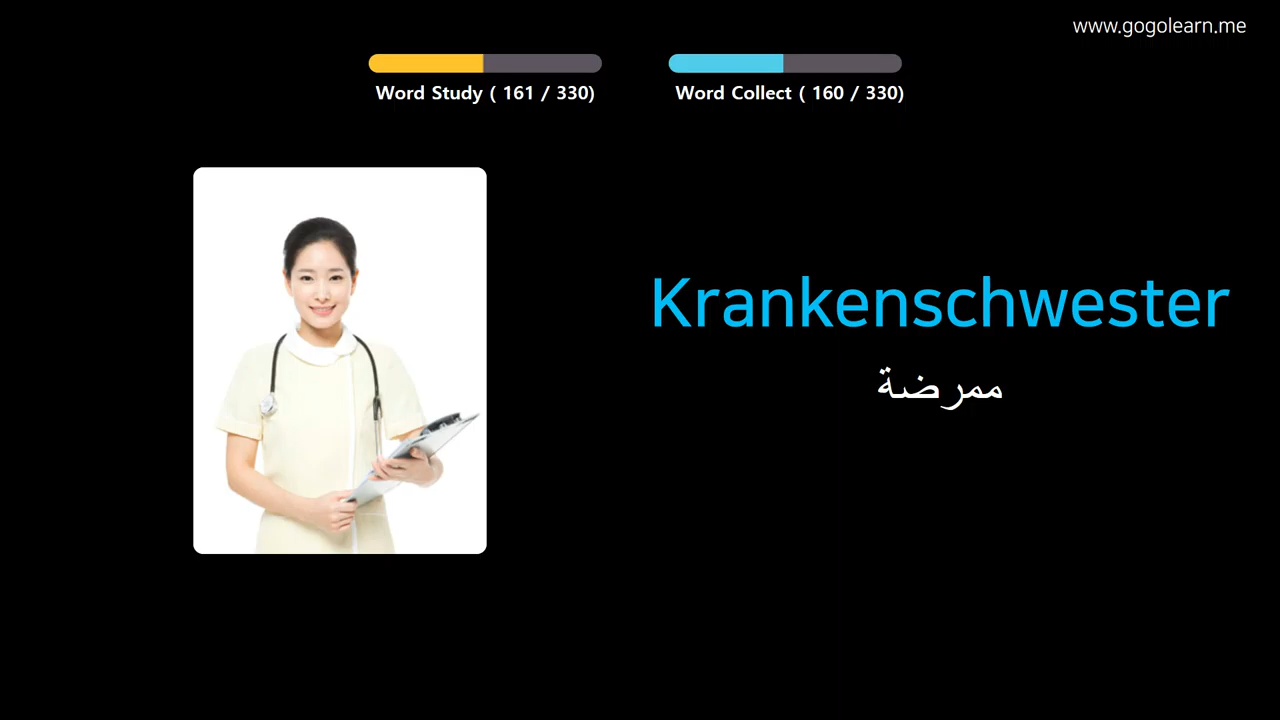 www.gogolearn.me
Word Study ( 161 / 330)
Word Collect ( 160 / 330)
Krankenschwester
ممرضة